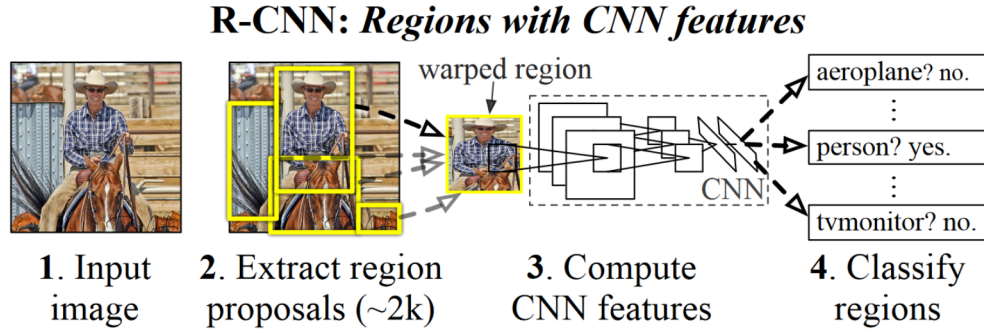 R-CNN: Regions with CNN features
warped region
aeroplane? no.
⋮
person? yes.
CNN
⋮
tvmonitor? no.
1. Input
image
2. Extract region
proposals (~2k)
3. Compute
CNN features
4. Classify
regions